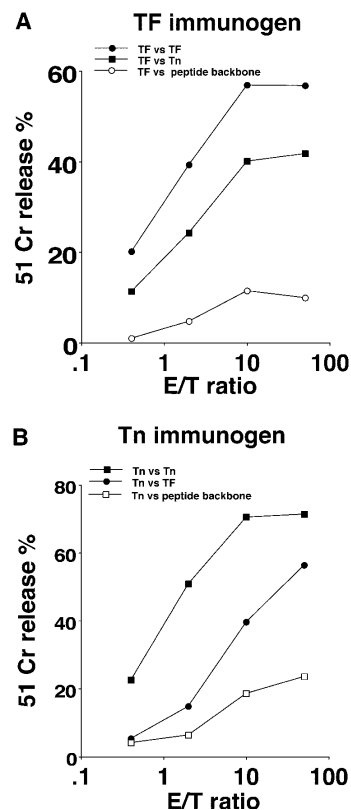 A
TF immunogen
TF vs TF
TF vs Tn
TF vs peptide backbone
51 Cr release %
60
40
20
0
.1
1
10
100
E/T ratio
B
Tn immunogen
Tn vs Tn
Tn vs TF
Tn vs peptide backbone
51 Cr release %
80
60
40
20
0
.1
1
10
100
E/T ratio